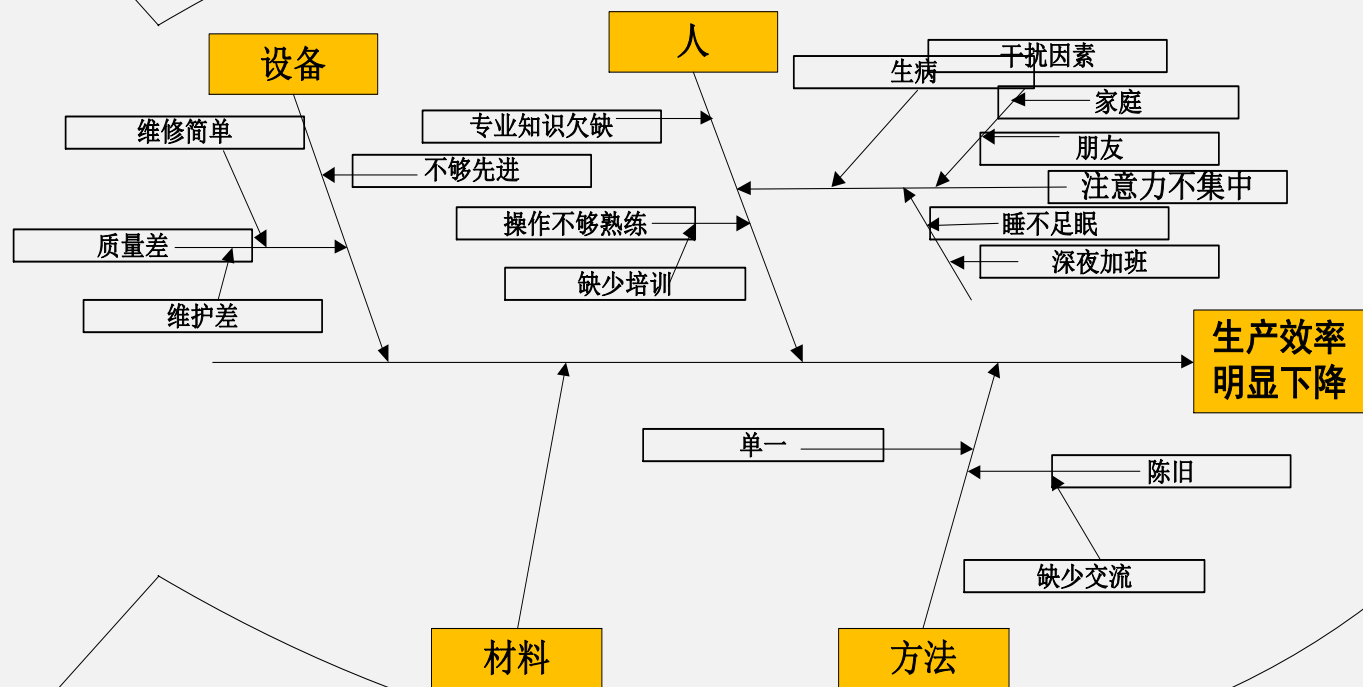 设备
人
干扰因素
生病
家庭
维修简单
专业知识欠缺
朋友
不够先进
注意力不集中
操作不够熟练
睡不足眠
质量差
深夜加班
缺少培训
维护差
生产效率
明显下降
单一
陈旧
缺少交流
材料
方法